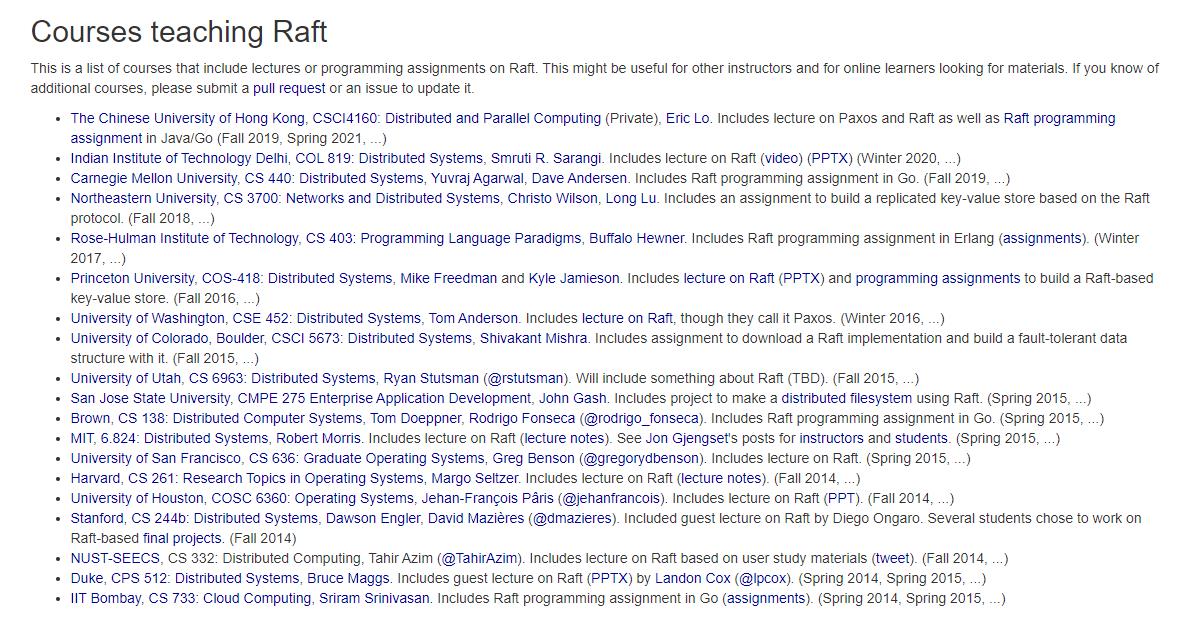 Courses teaching Raft
This is a list of courses that include lectures or programming assignments on Raft. This might be useful for other instructors and for online learners looking for materials. If you know of
additional courses, please submit a pull request or an issue to update it.
• The Chinese University of Hong Kong, CSCI4160: Distributed and Parallel Computing (Private), Eric Lo. Includes lecture on Paxos and Raft as well as Raft programming
assignment in Java/Go (Fall 2019, Spring 2021, ...)
• Indian Institute of Technology Delhi, COL 819: Distributed Systems, Smruti R. Sarangi. Includes lecture on Raft (video) (PPTX) (Winter 2020, ...)
• Carnegie Mellon University, CS 440: Distributed Systems, Yuvraj Agarwal, Dave Andersen. Includes Raft programming assignment in Go. (Fall 2019, ...)
• Northeastern University, CS 3700: Networks and Distributed Systems, Christo Wilson, Long Lu. Includes an assignment to build a replicated key-value store based on the Raft
protocol. (Fall 2018, ...)
• Rose-Hulman Institute of Technology, CS 403: Programming Language Paradigms, Buffalo Hewner. Includes Raft programming assignment in Erlang (assignments). (Winter
2017, ...)
• Princeton University, COS-418: Distributed Systems, Mike Freedman and Kyle Jamieson. Includes lecture on Raft (PPTX) and programming assignments to build a Raft-based
key-value store. (Fall 2016, ...)
• University of Washington, CSE 452: Distributed Systems, Tom Anderson. Includes lecture on Raft, though they call it Paxos. (Winter 2016, ...)
• University of Colorado, Boulder, CSCI 5673: Distributed Systems, Shivakant Mishra. Includes assignment to download a Raft implementation and build a fault-tolerant data
structure with it. (Fall 2015, ...)
• University of Utah, CS 6963: Distributed Systems, Ryan Stutsman (@rstutsman). Will include something about Raft (TBD). (Fall 2015, ...)
• San Jose State University, CMPE 275 Enterprise Application Development, John Gash. Includes project to make a distributed filesystem using Raft. (Spring 2015, ...)
• Brown, CS 138: Distributed Computer Systems, Tom Doeppner, Rodrigo Fonseca (@rodrigo_fonseca). Includes Raft programming assignment in Go. (Spring 2015, ...)
• MIT, 6.824: Distributed Systems, Robert Morris. Includes lecture on Raft (lecture notes). See Jon Gjengset's posts for instructors and students. (Spring 2015, ...)
• University of San Francisco, CS 636: Graduate Operating Systems, Greg Benson (@gregorydbenson). Includes lecture on Raft. (Spring 2015, ...)
• Harvard, CS 261: Research Topics in Operating Systems, Margo Seltzer. Includes lecture on Raft (lecture notes). (Fall 2014, ...)
• University of Houston, COSC 6360: Operating Systems, Jehan-François Pâris (@jehanfrancois). Includes lecture on Raft (PPT). (Fall 2014, ...)
• Stanford, CS 244b: Distributed Systems, Dawson Engler, David Mazières (@dmazieres). Included guest lecture on Raft by Diego Ongaro. Several students chose to work on
Raft-based final projects. (Fall 2014)
• NUST-SEECS, CS 332: Distributed Computing, Tahir Azim (@TahirAzim). Includes lecture on Raft based on user study materials (tweet). (Fall 2014, ...)
• Duke, CPS 512: Distributed Systems, Bruce Maggs. Includes guest lecture on Raft (PPTX) by Landon Cox (@lpcox). (Spring 2014, Spring 2015, ...)
• IIT Bombay, CS 733: Cloud Computing, Sriram Srinivasan. Includes Raft programming assignment in Go (assignments). (Spring 2014, Spring 2015, ...)